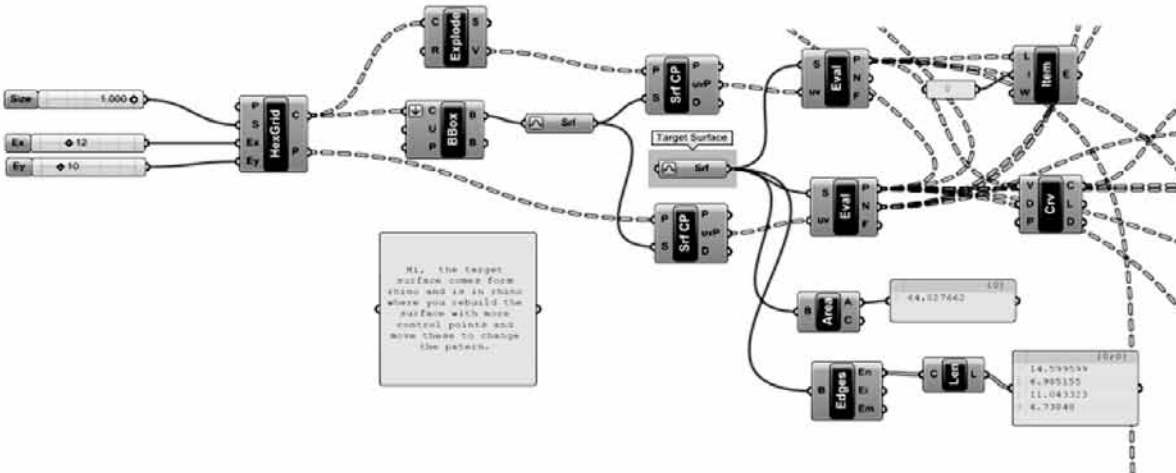 C
R
Explode
S
V
Size
1.000
Ex
12
Ey
10
P
S
Ex
Ey
HexGrid
C
P
C
U
P
BBox
B
B
Srf
P
S
Srf CP
P
uvP
D
Target Surface
Srf
P
S
Srf CP
P
uvP
D
S
uv
Eval
P
N
F
0
L
I
W
Item
E
S
uv
Eval
P
N
F
V
D
P
Crv
C
L
D
Hi, the target
surface comes form
rhino and is in rhino
where you rebuild the
surface with more
control points and
move these to change
the patern.
B
Area
A
C
{0}
64.027662
B
Edges
En
Ei
Em
C
Len
L
{0;0}
14.599599
6.985155
11.043323
6.73848